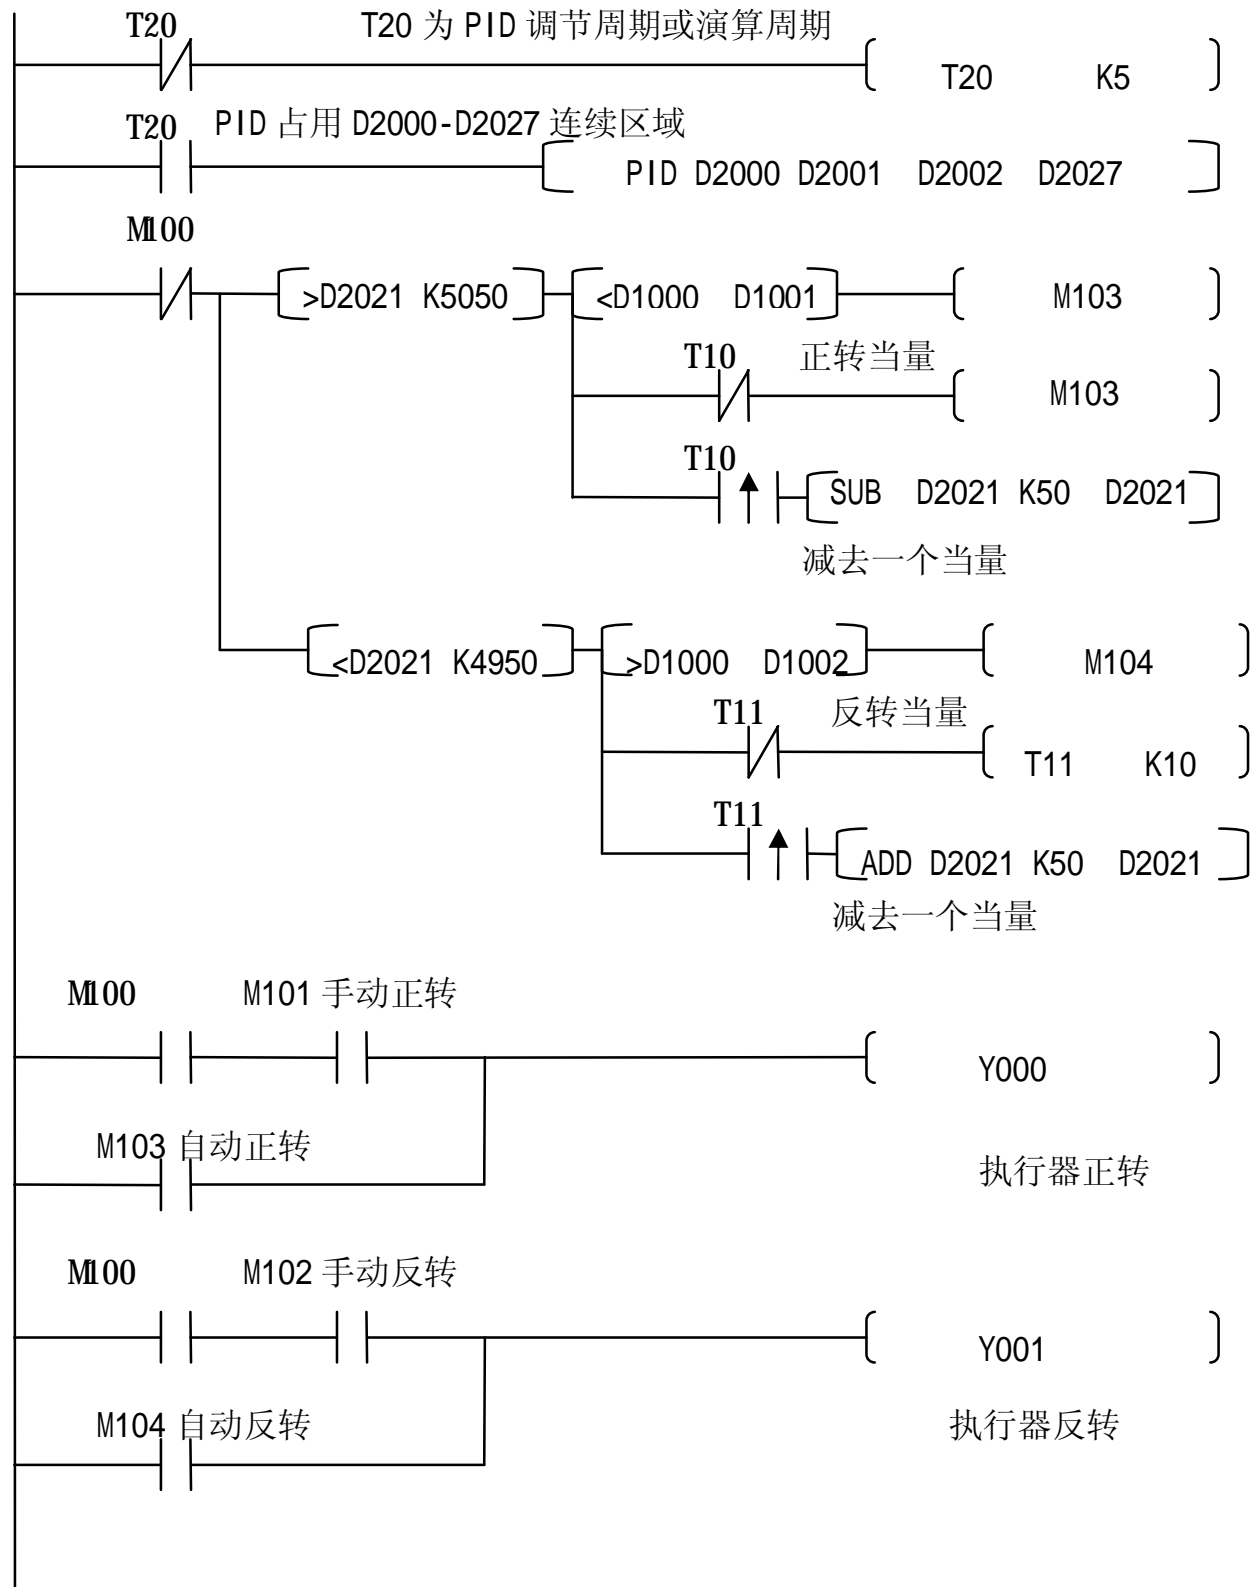 T20 T20 为 PID 调节周期或演算周期
T20 K5
T20 PID 占用 D2000-D2027 连续区域
PID D2000 D2001 D2002 D2027
M100
>D2021 K5050 <D1000 D1001 M103
T10 正转当量
M103
T10
SUB D2021 K50 D2021
减去一个当量
<D2021 K4950 >D1000 D1002 M104
T11 反转当量
T11 K10
T11
ADD D2021 K50 D2021
减去一个当量
M100 M101 手动正转
Y000
M103 自动正转
执行器正转
M100 M102 手动反转
Y001
M104 自动反转 执行器反转